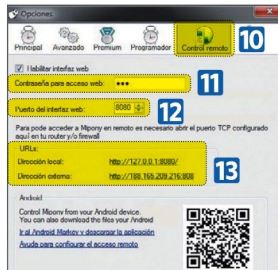 Opciones
Principal Avanzado Premium Programador Control remoto 10
Habilitar interfaz web 11
Contraseña para acceso web: •••
Puerto del interfaz web: 8080 12
Para pode acceder a Mipony en remoto es necesario abrir el puerto TCP configurado
aquí en tu router y/o firewall
URLs: 13
Dirección local: http://127.0.0.1:8080/
Dirección externa: http://188.165.209.216:808
Android
Control Mipony from your Android device.
You can also download the files your Android
Ir al Android Markey y descargar la aplicación
Ayuda para configurar el acceso remoto